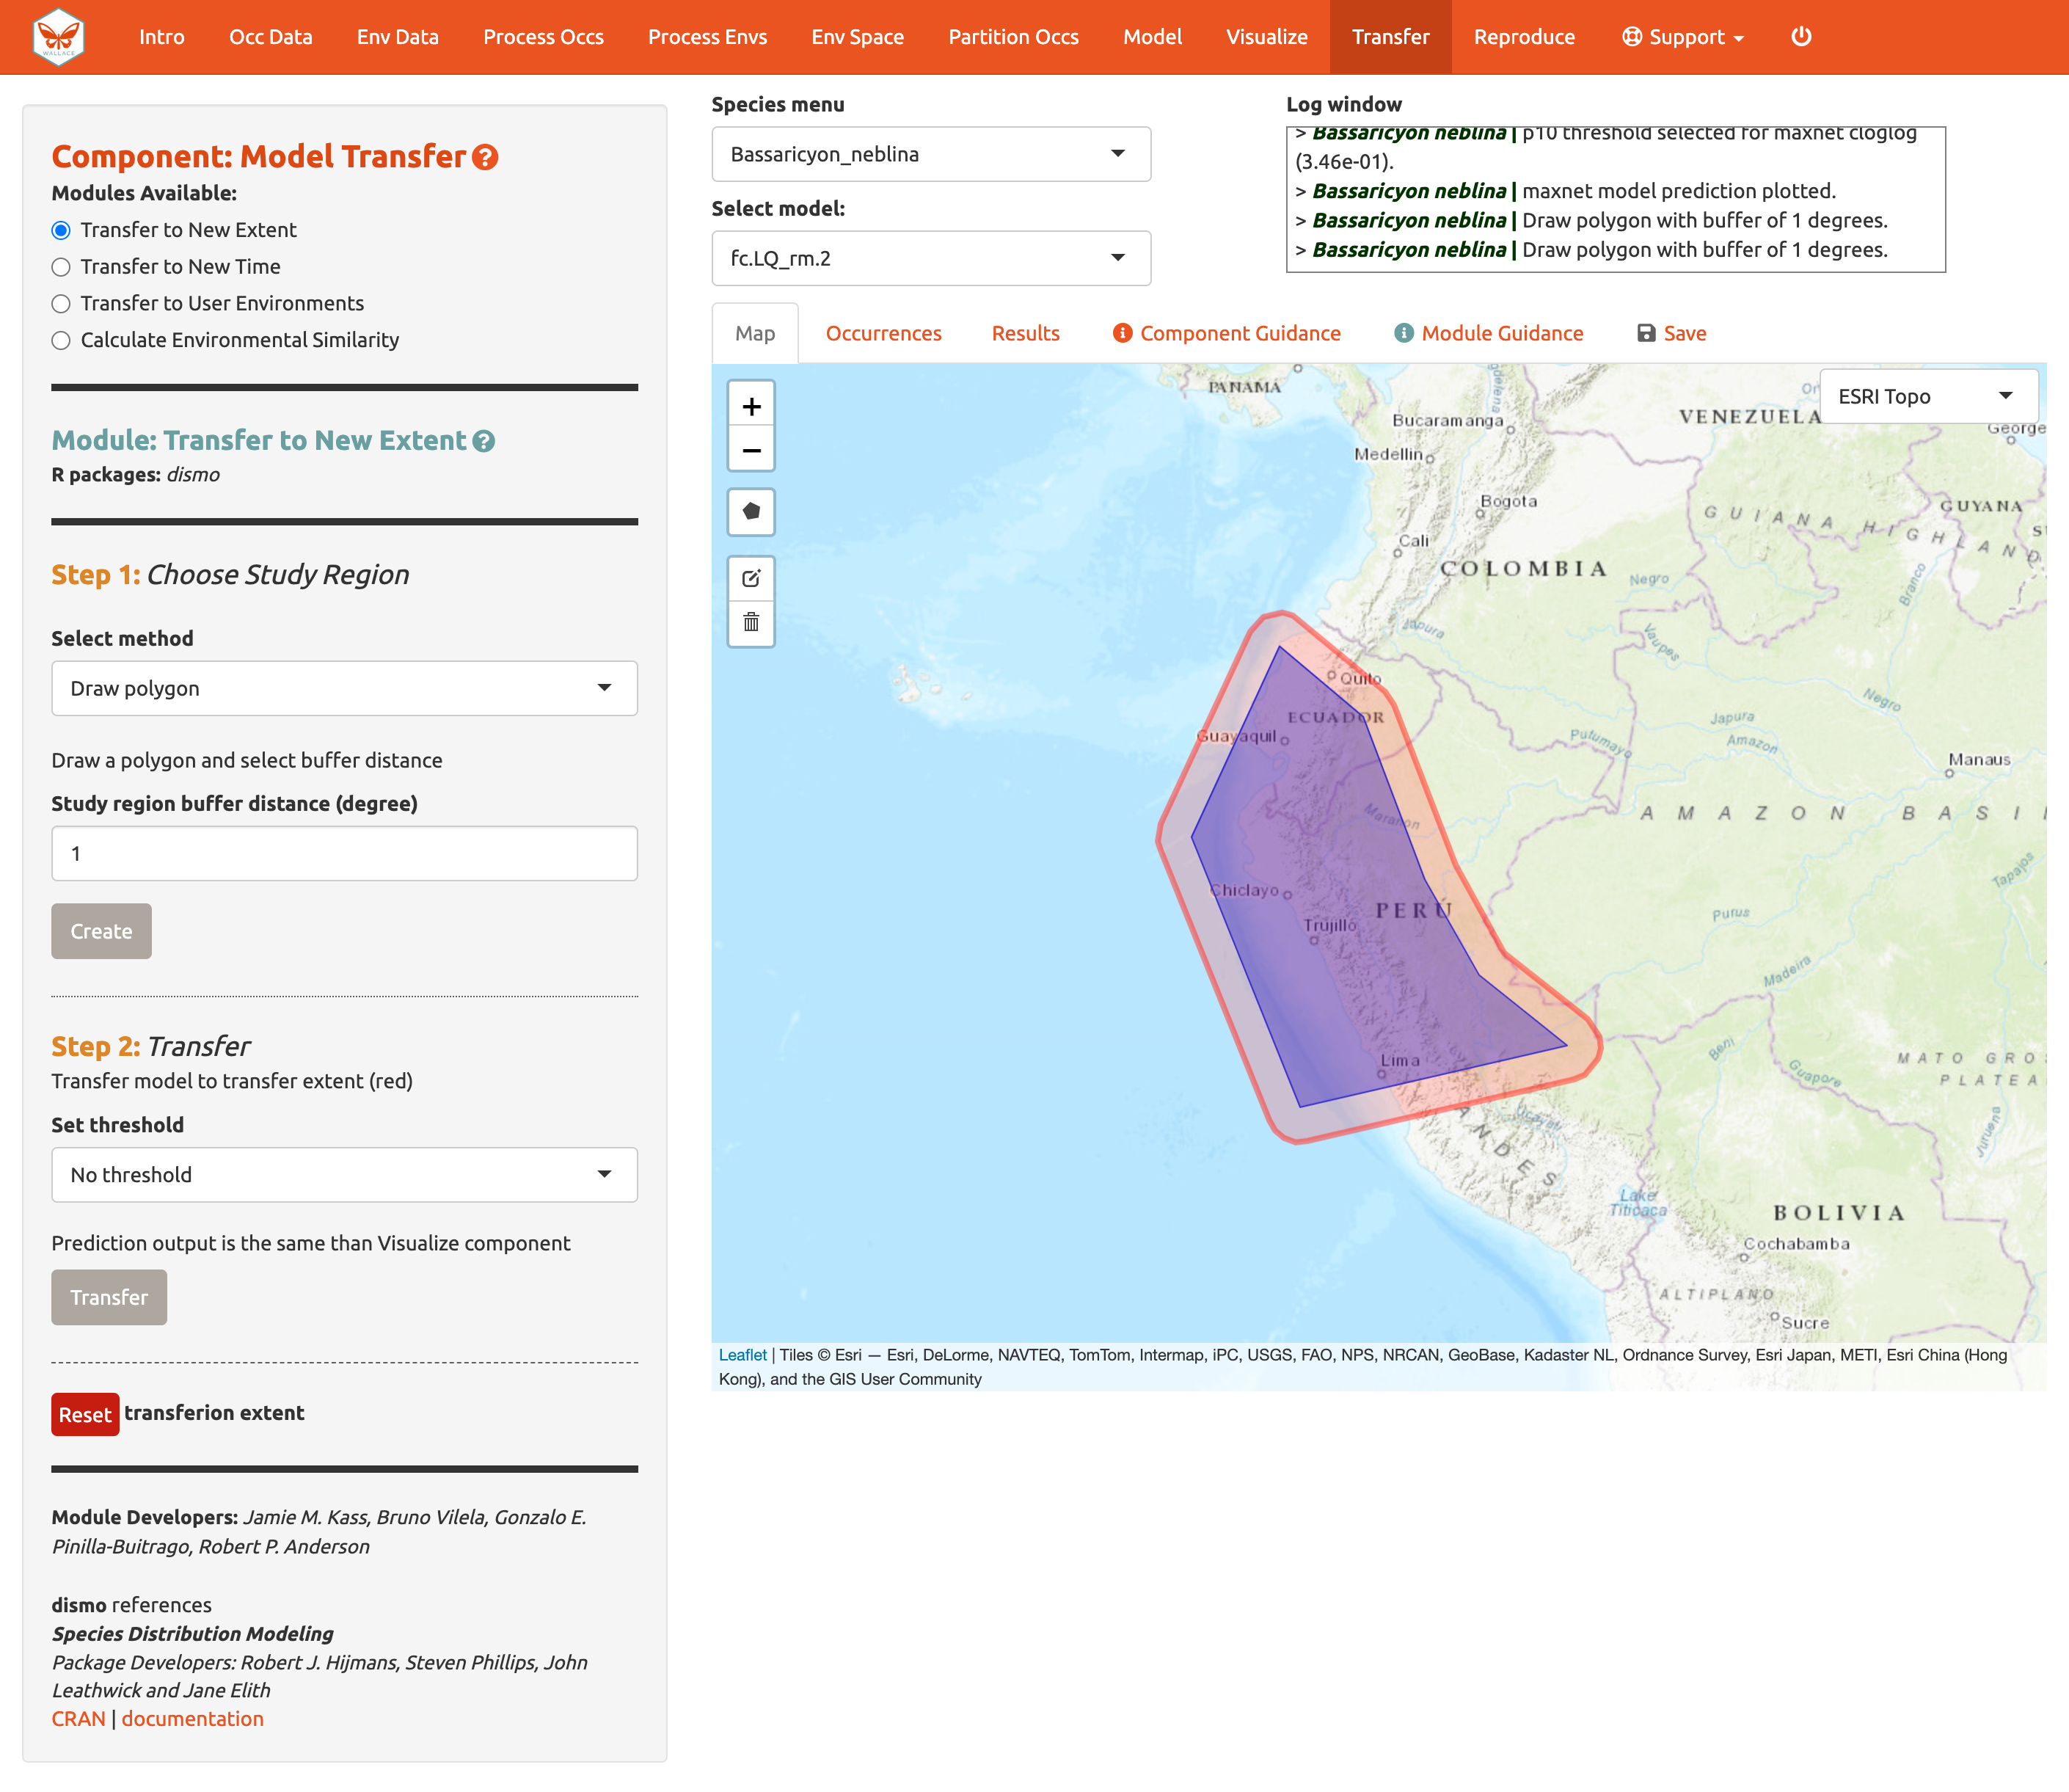 WALLACE
Intro Occ Data Env Data Process Occs Process Envs Env Space Partition Occs Model Visualize Transfer Reproduce Support
Component: Model Transfer
Modules Available:
Transfer to New Extent
Transfer to New Time
Transfer to User Environments
Calculate Environmental Similarity
Module: Transfer to New Extent
R packages: dismo
Step 1: Choose Study Region
Select method
Draw polygon
Draw a polygon and select buffer distance
Study region buffer distance (degree)
1
Create
Step 2: Transfer
Transfer model to transfer extent (red)
Set threshold
No threshold
Prediction output is the same than Visualize component
Transfer
Reset transferion extent
Module Developers: Jamie M. Kass, Bruno Vilela, Gonzalo E.
Pinilla-Buitrago, Robert P. Anderson
dismo references
Species Distribution Modeling
Package Developers: Robert J. Hijmans, Steven Phillips, John
Leathwick and Jane Elith
CRAN | documentation
Species menu
Bassaricyon_neblina
Select model:
fc.LQ_rm.2
Log window
> Bassaricyon neblina | p10 threshold selected for maxnet cloglog
(3.46e-01).
> Bassaricyon neblina | maxnet model prediction plotted.
> Bassaricyon neblina | Draw polygon with buffer of 1 degrees.
> Bassaricyon neblina | Draw polygon with buffer of 1 degrees.
Map Occurrences Results Component Guidance Module Guidance Save
+
−
ESRI Topo
PANAMÁ
Bucaramanga
VENEZUELA
George
Medellin
Bogota
GUYANA
GUIANA HIGHLAND
Cali
COLOMBIA
Negro
Branco
Japura
Vaupes
Quito
Negro
ECUADOR
Japura
Guayaquil
Putumayo
Amazon
Manaus
Maranon
AMAZON BASI
Tapajos
Chiclayo
PERU
Purus
Trujillo
Madeira
Lima
Beni
MATO GRO
Guapore
PLATEA
Ucayali
Juruena
ANDES
Lake
Titicaca
BOLIVIA
Cochabamba
ALTIPLANO
Sucre
Leaflet | Tiles © Esri — Esri, DeLorme, NAVTEQ, TomTom, Intermap, iPC, USGS, FAO, NPS, NRCAN, GeoBase, Kadaster NL, Ordnance Survey, Esri Japan, METI, Esri China (Hong
Kong), and the GIS User Community